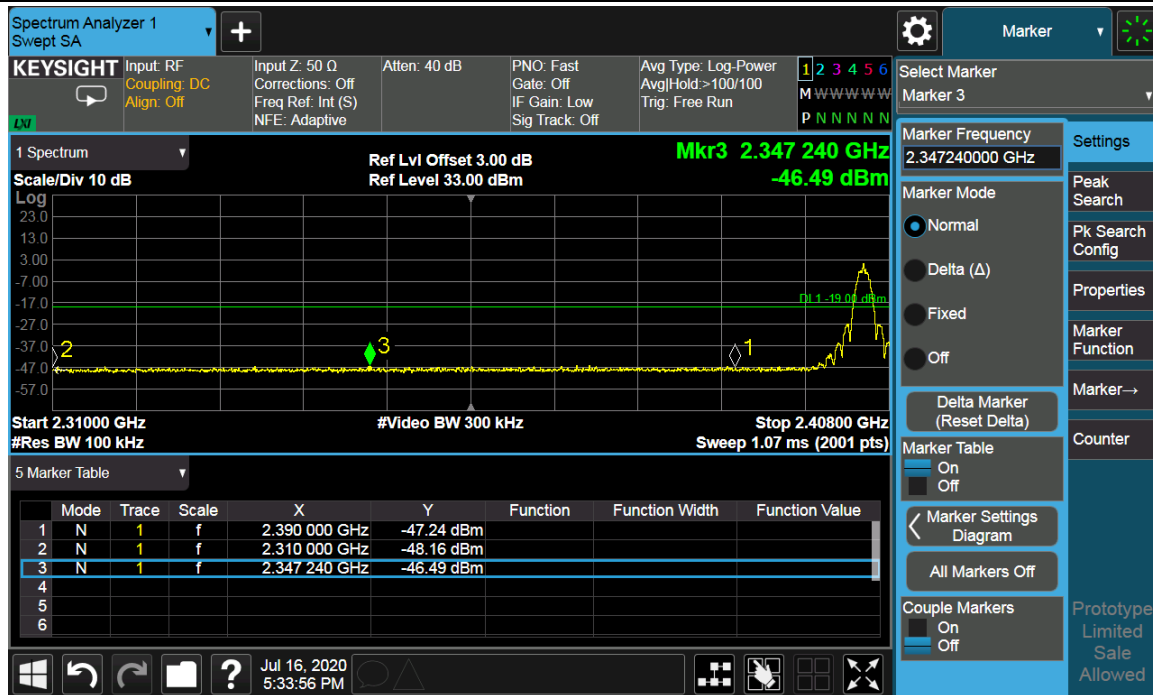 Spectrum Analyzer 1
Swept SA
+
Marker
KEYSIGHT
LXI
Input: RF
Coupling: DC
Align: Off
Input Z: 50 Ω
Corrections: Off
Freq Ref: Int (S)
NFE: Adaptive
Atten: 40 dB
PNO: Fast
Gate: Off
IF Gain: Low
Sig Track: Off
Avg Type: Log-Power
Avg|Hold:>100/100
Trig: Free Run
1 2 3 4 5 6
M W W W W W
P N N N N N
1 Spectrum
Scale/Div 10 dB
Ref Lvl Offset 3.00 dB
Ref Level 33.00 dBm
Mkr3 2.347 240 GHz
-46.49 dBm
Log
23.0
13.0
3.00
-7.00
-17.0
-27.0
-37.0
-47.0
-57.0
DL1 -19.00 dBm
2
3
1
Start 2.31000 GHz
#Res BW 100 kHz
#Video BW 300 kHz
Stop 2.40800 GHz
Sweep 1.07 ms (2001 pts)
5 Marker Table
Mode Trace Scale X Y Function Function Width Function Value
1 N 1 f 2.390 000 GHz -47.24 dBm
2 N 1 f 2.310 000 GHz -48.16 dBm
3 N 1 f 2.347 240 GHz -46.49 dBm
4
5
6
?
Jul 16, 2020
5:33:56 PM
Select Marker
Marker 3
Marker Frequency
2.347240000 GHz
Marker Mode
Normal
Delta (Δ)
Fixed
Off
Delta Marker
(Reset Delta)
Marker Table
On
Off
Marker Settings
Diagram
All Markers Off
Couple Markers
On
Off
Settings
Peak
Search
Pk Search
Config
Properties
Marker
Function
Marker→
Counter
Prototype
Limited
Sale
Allowed